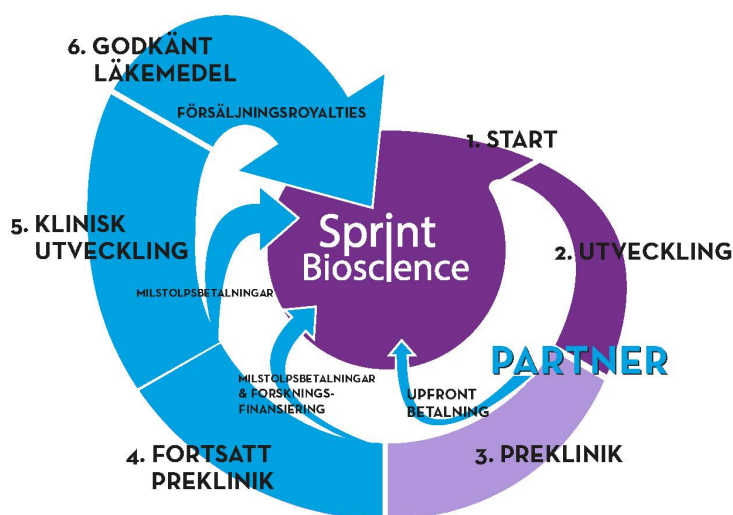 1. START
2. UTVECKLING
PARTNER
3. PREKLINIK
UPFRONT
BETALNING
4. FORTSATT
PREKLINIK
MILSTOLPSBETALNINGAR
& FORSKNINGS-
FINANSIERING
5. KLINISK
UTVECKLING
MILSTOLPSBETALNINGAR
6. GODKÄNT
LÄKEMEDEL
FÖRSÄLJNINGSROYALTIES
Sprint
Bioscience